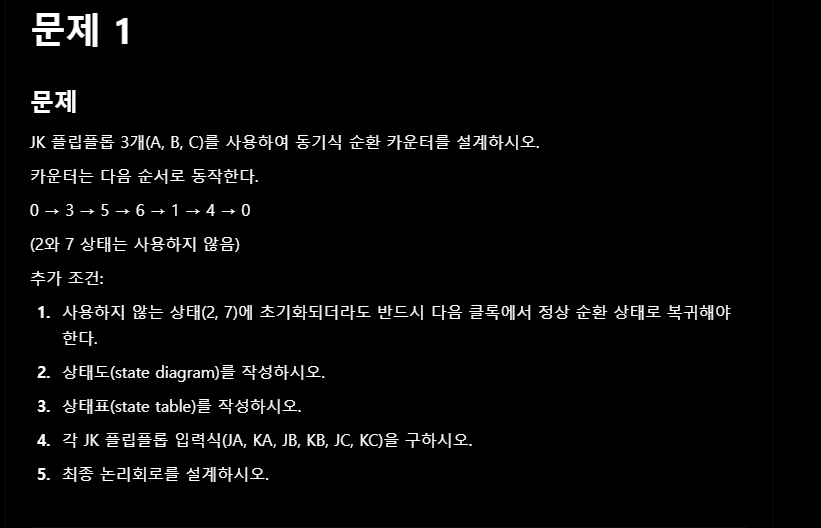 문제 1
문제
JK 플립플롭 3개(A, B, C)를 사용하여 동기식 순환 카운터를 설계하시오.
카운터는 다음 순서로 동작한다.
0 → 3 → 5 → 6 → 1 → 4 → 0
(2와 7 상태는 사용하지 않음)
추가 조건:
1. 사용하지 않는 상태(2, 7)에 초기화되더라도 반드시 다음 클록에서 정상 순환 상태로 복귀해야
한다.
2. 상태도(state diagram)를 작성하시오.
3. 상태표(state table)를 작성하시오.
4. 각 JK 플립플롭 입력식(JA, KA, JB, KB, JC, KC)을 구하시오.
5. 최종 논리회로를 설계하시오.